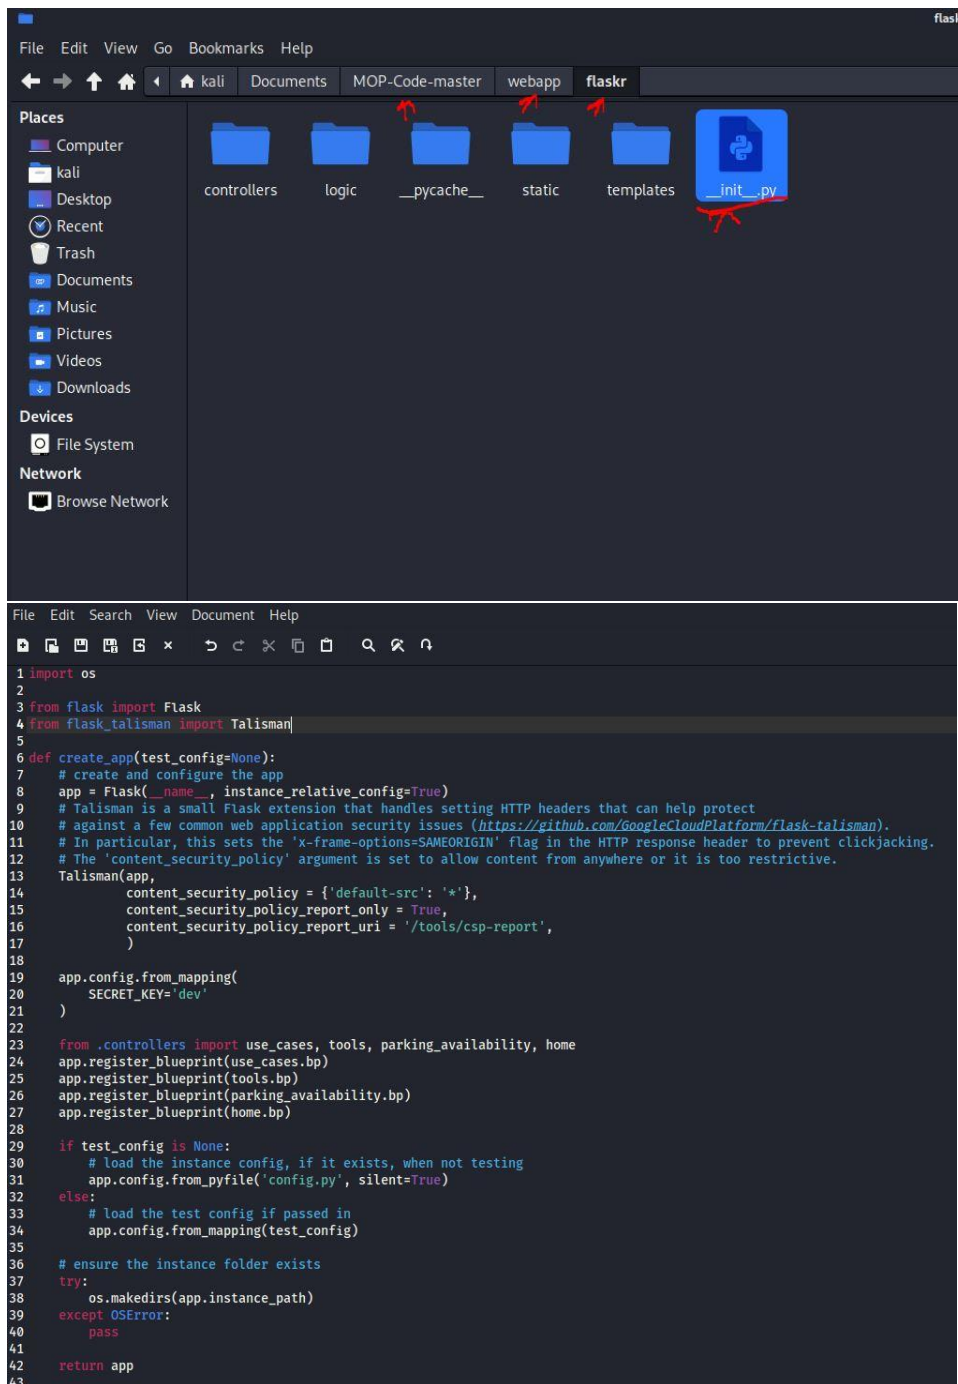 flask
File Edit View Go Bookmarks Help
kali Documents MOP-Code-master webapp flaskr
Places
Computer
kali
Desktop
Recent
Trash
Documents
Music
Pictures
Videos
Downloads
Devices
File System
Network
Browse Network
controllers logic __pycache__ static templates __init__.py
File Edit Search View Document Help
1 import os
2
3 from flask import Flask
4 from flask_talisman import Talisman
5
6 def create_app(test_config=None):
7     # create and configure the app
8     app = Flask(__name__, instance_relative_config=True)
9     # Talisman is a small Flask extension that handles setting HTTP headers that can help protect
10     # against a few common web application security issues (https://github.com/GoogleCloudPlatform/flask-talisman).
11     # In particular, this sets the 'x-frame-options=SAMEORIGIN' flag in the HTTP response header to prevent clickjacking.
12     # The 'content_security_policy' argument is set to allow content from anywhere or it is too restrictive.
13     Talisman(app,
14              content_security_policy = {'default-src': '*'},
15              content_security_policy_report_only = True,
16              content_security_policy_report_uri = '/tools/csp-report',
17              )
18
19     app.config.from_mapping(
20         SECRET_KEY='dev'
21     )
22
23     from .controllers import use_cases, tools, parking_availability, home
24     app.register_blueprint(use_cases.bp)
25     app.register_blueprint(tools.bp)
26     app.register_blueprint(parking_availability.bp)
27     app.register_blueprint(home.bp)
28
29     if test_config is None:
30         # load the instance config, if it exists, when not testing
31         app.config.from_pyfile('config.py', silent=True)
32     else:
33         # load the test config if passed in
34         app.config.from_mapping(test_config)
35
36     # ensure the instance folder exists
37     try:
38         os.makedirs(app.instance_path)
39     except OSError:
40         pass
41
42     return app
43